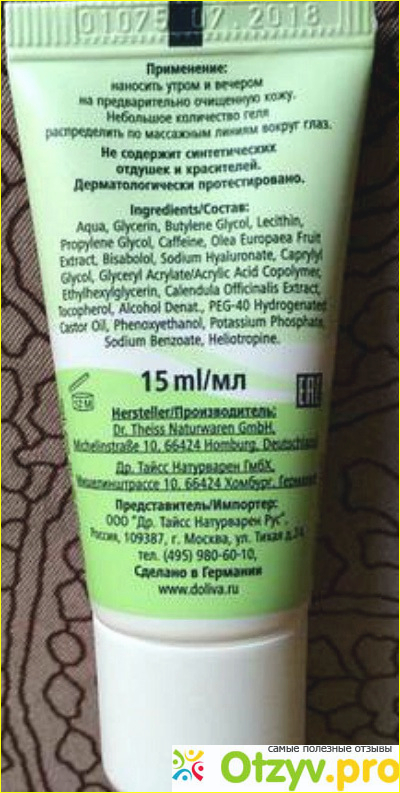 01075 07.2018
Применение:
наносить утром и вечером
на предварительно очищенную кожу.
Небольшое количество геля
распределить по массажным линиям вокруг глаз.
Не содержит синтетических
отдушек и красителей.
Дерматологически протестировано.
Ingredients/Состав:
Aqua, Glycerin, Butylene Glycol, Lecithin,
Propylene Glycol, Caffeine, Olea Europaea Fruit
Extract, Bisabolol, Sodium Hyaluronate, Caprylyl
Glycol, Glyceryl Acrylate/Acrylic Acid Copolymer,
Ethylhexylglycerin, Calendula Officinalis Extract,
Tocopherol, Alcohol Denat., PEG-40 Hydrogenated
Castor Oil, Phenoxyethanol, Potassium Phosphate,
Sodium Benzoate, Heliotropine.
12 M
15 ml/мл
EAC
Hersteller/Производитель:
Dr. Theiss Naturwaren GmbH,
Michelinstraße 10, 66424 Homburg, Deutschland
Др. Тайсс Натурварен ГмбХ,
Мишелинштрассе 10, 66424 Хомбург, Германия
Представитель/Импортер:
ООО "Др. Тайсс Натурварен Рус",
Россия, 109387, г. Москва, ул. Тихая д.24,
тел. (495) 980-60-10,
Сделано в Германии
www.doliva.ru
самые полезные отзывы
Otzyv.pro